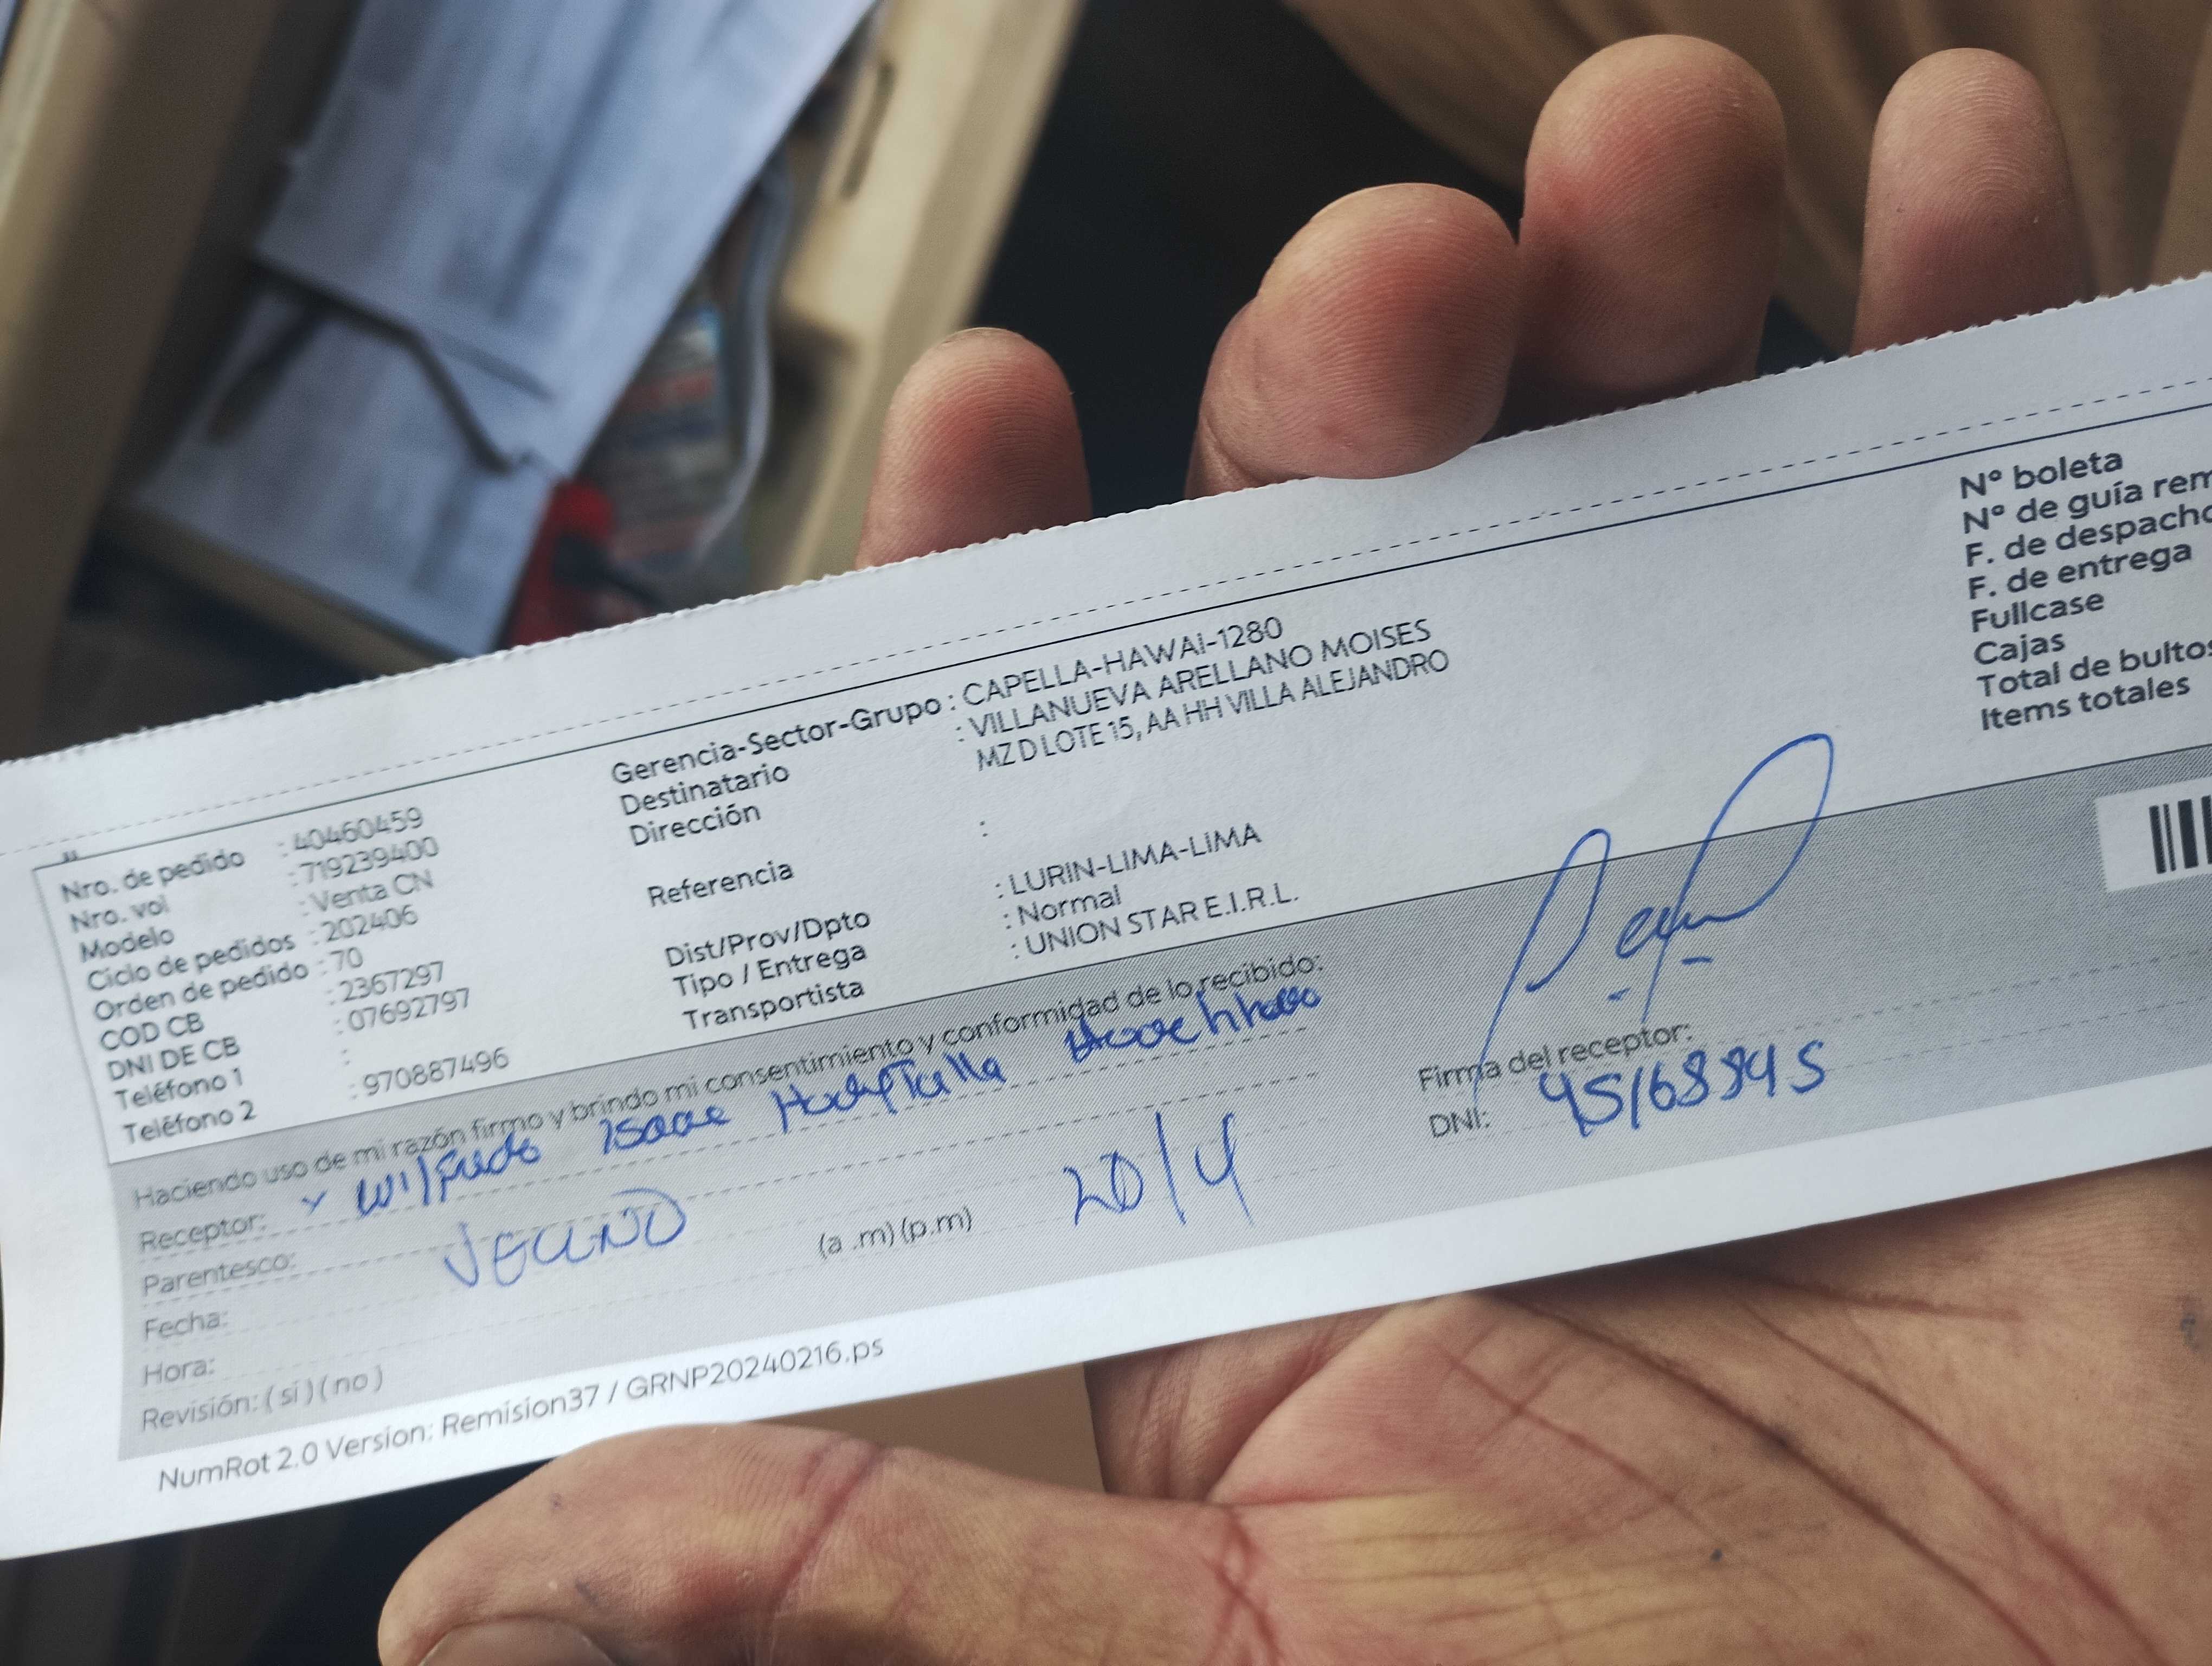 Nro. de pedido : 40460459
Nro. vol : 719239400
Modelo : Venta CN
Ciclo de pedidos : 202406
Orden de pedido : 70
COD CB : 2367297
DNI DE CB : 07692797
Teléfono 1 :
Teléfono 2 : 970887496
Gerencia-Sector-Grupo : CAPELLA-HAWAI-1280
Destinatario : VILLANUEVA ARELLANO MOISES
Dirección MZ D LOTE 15, AA HH VILLA ALEJANDRO
Referencia :
Dist/Prov/Dpto : LURIN-LIMA-LIMA
Tipo / Entrega : Normal
Transportista : UNION STAR E.I.R.L.
Nº boleta
Nº de guía rem
F. de despacho
F. de entrega
Fullcase
Cajas
Total de bultos
Items totales
Haciendo uso de mi razón firmo y brindo mi consentimiento y conformidad de lo recibido:
Receptor: Isaac
Parentesco: VECINO
Fecha:
Hora: (a .m) (p.m) 20/4
Revisión: ( si ) ( no )
Firma del receptor:
DNI:
NumRot 2.0 Version: Remision37 / GRNP20240216.ps